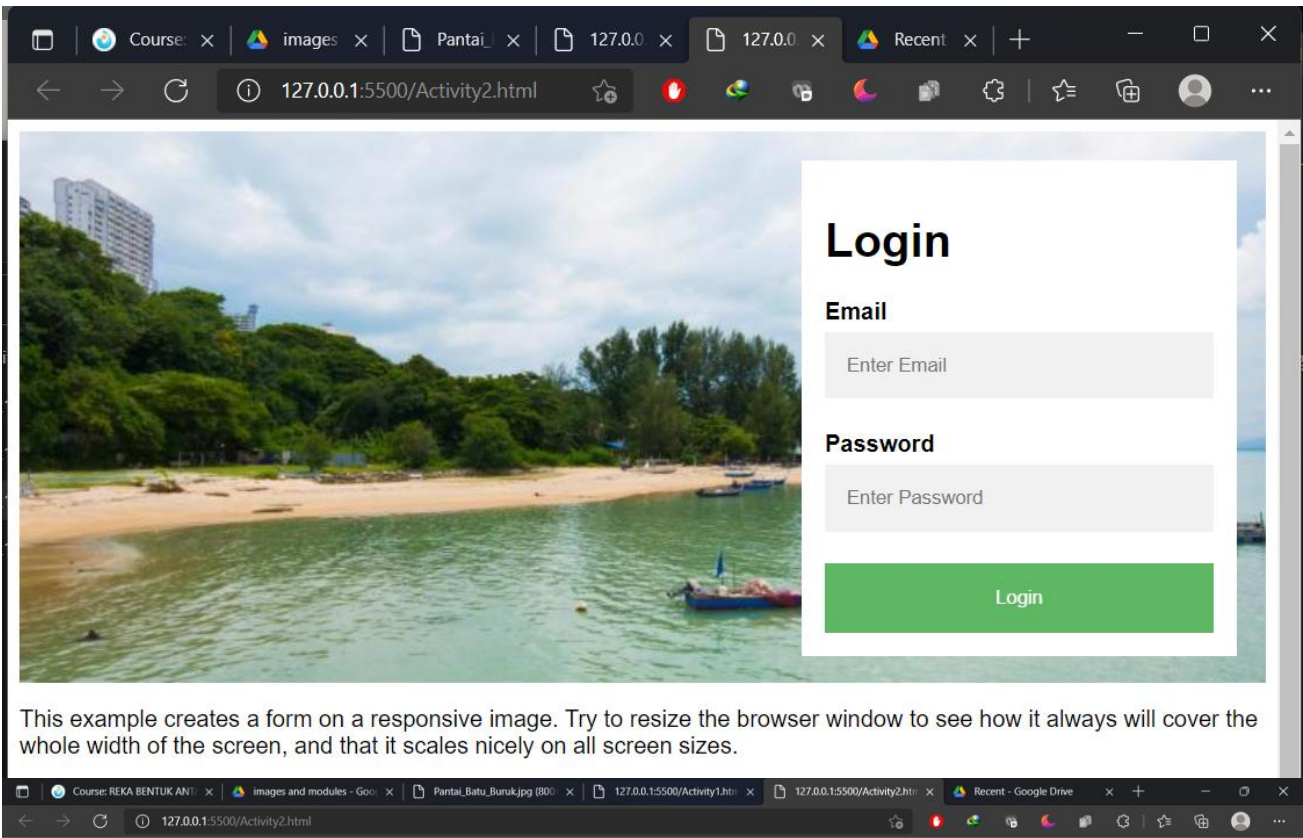 Course: images Pantai_ 127.0.0. 127.0.0. Recent
127.0.0.1:5500/Activity2.html
Login
Email
Enter Email
Password
Enter Password
Login
This example creates a form on a responsive image. Try to resize the browser window to see how it always will cover the
whole width of the screen, and that it scales nicely on all screen sizes.
Course: REKA BENTUK ANT images and modules - Goo Pantai_Batu_Buruk.jpg (800 127.0.0.1:5500/Activity1.htm 127.0.0.1:5500/Activity2.htm Recent - Google Drive
127.0.0.1:5500/Activity2.html